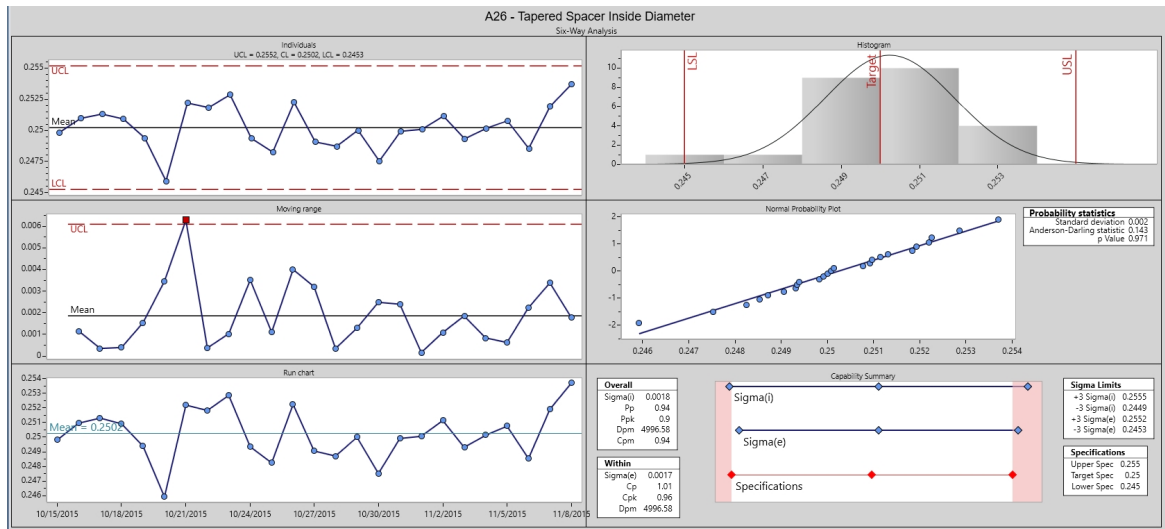 A26 - Tapered Spacer Inside Diameter
Six-Way Analysis
Individuals
UCL = 0.2552, CL = 0.2502, LCL = 0.2453
0.255
UCL
0.2525
Mean
0.25
0.2475
LCL
0.245
Histogram
LSL
Target
USL
10
8
6
4
2
0
0.245
0.247
0.249
0.251
0.253
Moving range
0.006
UCL
0.005
0.004
0.003
Mean
0.002
0.001
0
Normal Probability Plot
2
1
0
-1
-2
0.246 0.247 0.248 0.249 0.25 0.251 0.252 0.253 0.254
Probability statistics
Standard deviation 0.002
Anderson-Darling statistic 0.143
p Value 0.971
Run chart
0.254
0.253
0.252
0.251
Mean = 0.2502
0.25
0.249
0.248
0.247
0.246
10/15/2015 10/18/2015 10/21/2015 10/24/2015 10/27/2015 10/30/2015 11/2/2015 11/5/2015 11/8/2015
Overall
Sigma(i) 0.0018
Pp 0.94
Ppk 0.9
Dpm 4996.58
Cpm 0.94
Within
Sigma(e) 0.0017
Cp 1.01
Cpk 0.96
Dpm 4996.58
Capability Summary
Sigma(i)
Sigma(e)
Specifications
Sigma Limits
+3 Sigma(i) 0.2555
-3 Sigma(i) 0.2449
+3 Sigma(e) 0.2552
-3 Sigma(e) 0.2453
Specifications
Upper Spec 0.255
Target Spec 0.25
Lower Spec 0.245